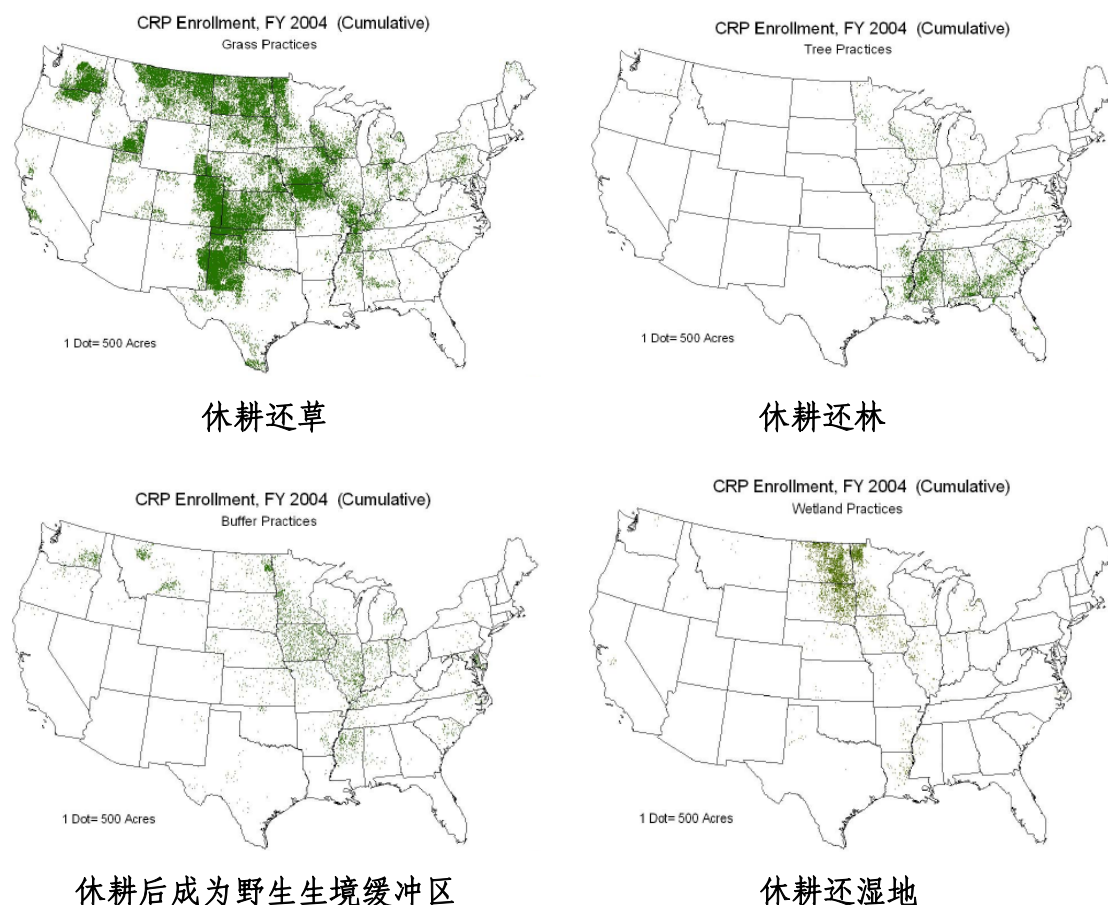 CRP Enrollment, FY 2004 (Cumulative)
Grass Practices
1 Dot= 500 Acres
休耕还草
CRP Enrollment, FY 2004 (Cumulative)
Tree Practices
1 Dot= 500 Acres
休耕还林
CRP Enrollment, FY 2004 (Cumulative)
Buffer Practices
1 Dot= 500 Acres
休耕后成为野生生境缓冲区
CRP Enrollment, FY 2004 (Cumulative)
Wetland Practices
1 Dot= 500 Acres
休耕还湿地